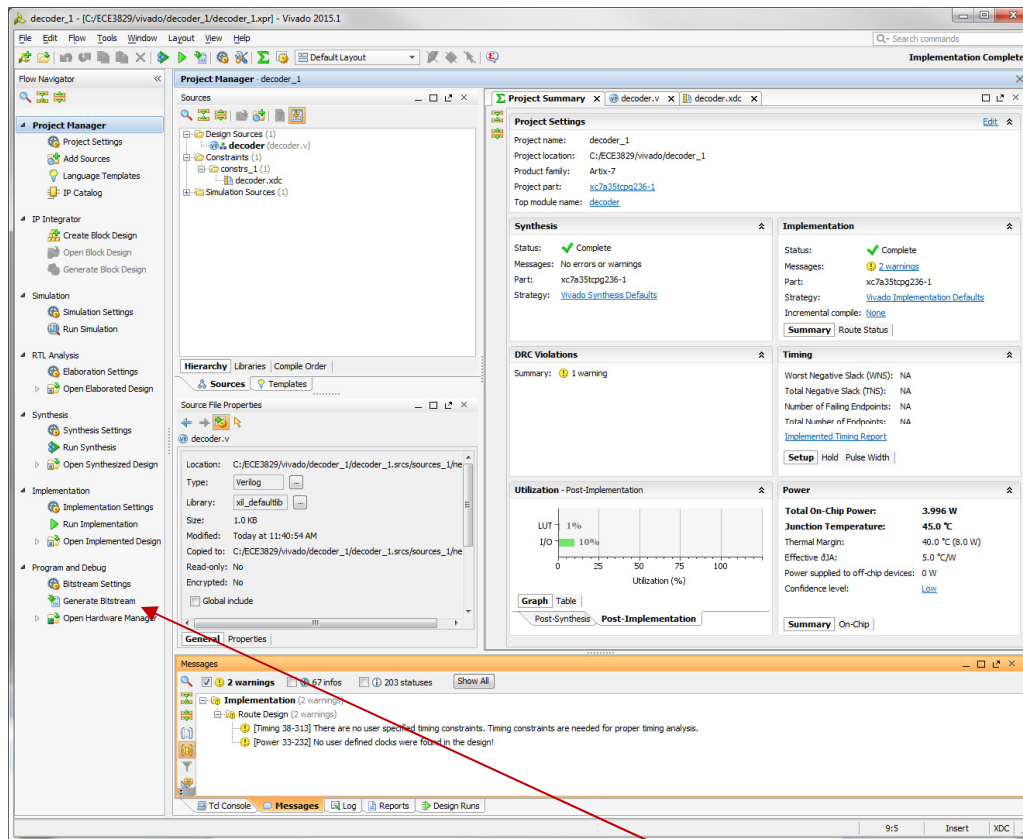 decoder_1 - [C:/ECE3829/vivado/decoder_1/decoder_1.xpr] - Vivado 2015.1
File Edit Flow Tools Window Layout View Help
Search commands
Default Layout
Implementation Complete
Flow Navigator
Project Manager
Project Settings
Add Sources
Language Templates
IP Catalog
IP Integrator
Create Block Design
Open Block Design
Generate Block Design
Simulation
Simulation Settings
Run Simulation
RTL Analysis
Elaboration Settings
Open Elaborated Design
Synthesis
Synthesis Settings
Run Synthesis
Open Synthesized Design
Implementation
Implementation Settings
Run Implementation
Open Implemented Design
Program and Debug
Bitstream Settings
Generate Bitstream
Open Hardware Manager
Project Manager - decoder_1
Sources
Design Sources (1)
decoder (decoder.v)
Constraints (1)
constrs_1 (1)
decoder.xdc
Simulation Sources (1)
Hierarchy Libraries Compile Order
Sources Templates
Source File Properties
decoder.v
Location: C:/ECE3829/vivado/decoder_1/decoder_1.srcs/sources_1/ne
Type: Verilog ...
Library: xil_defaultlib ...
Size: 1.0 KB
Modified: Today at 11:40:54 AM
Copied to: C:/ECE3829/vivado/decoder_1/decoder_1.srcs/sources_1/ne
Read-only: No
Encrypted: No
Global include
General Properties
Project Summary decoder.v decoder.xdc
Project Settings Edit
Project name: decoder_1
Project location: C:/ECE3829/vivado/decoder_1
Product family: Artix-7
Project part: xc7a35tcpg236-1
Top module name: decoder
Synthesis
Status: Complete
Messages: No errors or warnings
Part: xc7a35tcpg236-1
Strategy: Vivado Synthesis Defaults
Implementation
Status: Complete
Messages: 2 warnings
Part: xc7a35tcpg236-1
Strategy: Vivado Implementation Defaults
Incremental compile: None
Summary Route Status
DRC Violations
Summary: 1 warning
Timing
Worst Negative Slack (WNS): NA
Total Negative Slack (TNS): NA
Number of Failing Endpoints: NA
Total Number of Endpoints: NA
Implemented Timing Report
Setup Hold Pulse Width
Utilization - Post-Implementation
LUT 1%
I/O 10%
0 25 50 75 100
Utilization (%)
Graph Table
Post-Synthesis Post-Implementation
Power
Total On-Chip Power: 3.996 W
Junction Temperature: 45.0 °C
Thermal Margin: 40.0 °C (8.0 W)
Effective ϑJA: 5.0 °C/W
Power supplied to off-chip devices: 0 W
Confidence level: Low
Summary On-Chip
Messages
2 warnings 67 infos 203 statuses Show All
Implementation (2 warnings)
Route Design (2 warnings)
[Timing 38-313] There are no user specified timing constraints. Timing constraints are needed for proper timing analysis.
[Power 33-232] No user defined clocks were found in the design!
Tcl Console Messages Log Reports Design Runs
9:5 Insert XDC